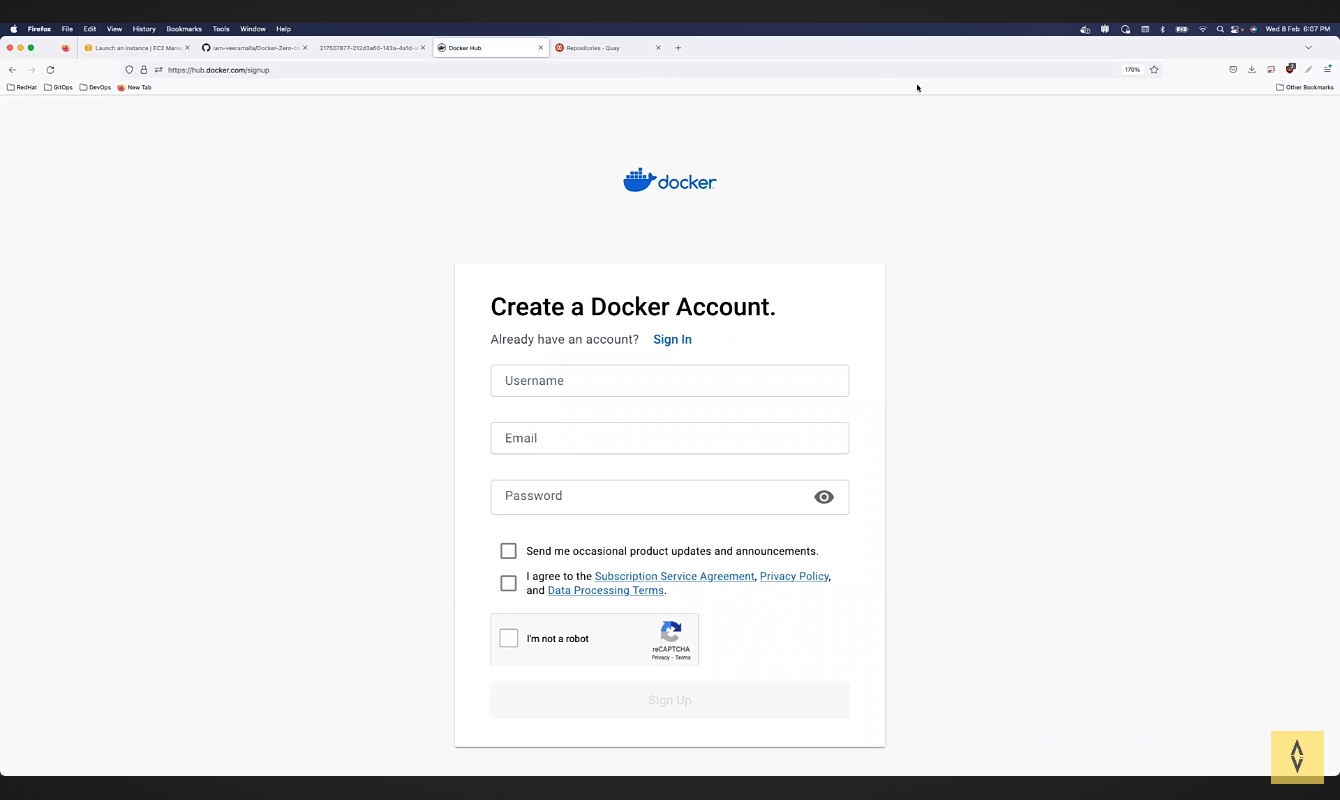 Firefox File Edit View History Bookmarks Tools Window Help Wed 8 Feb 6:07 PM
Launch an instance | EC2 Mana iam-veeramalla/Docker-Zero-to Docker Hub Repositories - Quay
https://hub.docker.com/signup 170%
RedHat GitOps DevOps New Tab Other Bookmarks
docker
Create a Docker Account.
Already have an account? Sign In
Username
Email
Password
Send me occasional product updates and announcements.
I agree to the Subscription Service Agreement, Privacy Policy,
and Data Processing Terms.
I'm not a robot
reCAPTCHA
Privacy - Terms
Sign Up